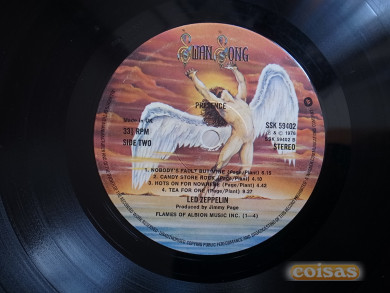 SWAN SONG
PRESENCE
Made in UK
33⅓ RPM
SIDE TWO
SSK 59402
℗ & © 1976
SSK 59402 B
STEREO
1. NOBODY'S FAULT BUT MINE (Page/Plant) 6.15
2. CANDY STORE ROCK (Page/Plant) 4.10
3. HOTS ON FOR NOWHERE (Page/Plant) 4.42
4. TEA FOR ONE (Page/Plant) 9.27
LED ZEPPELIN
Produced by Jimmy Page
FLAMES OF ALBION MUSIC INC. (1-4)
coisas